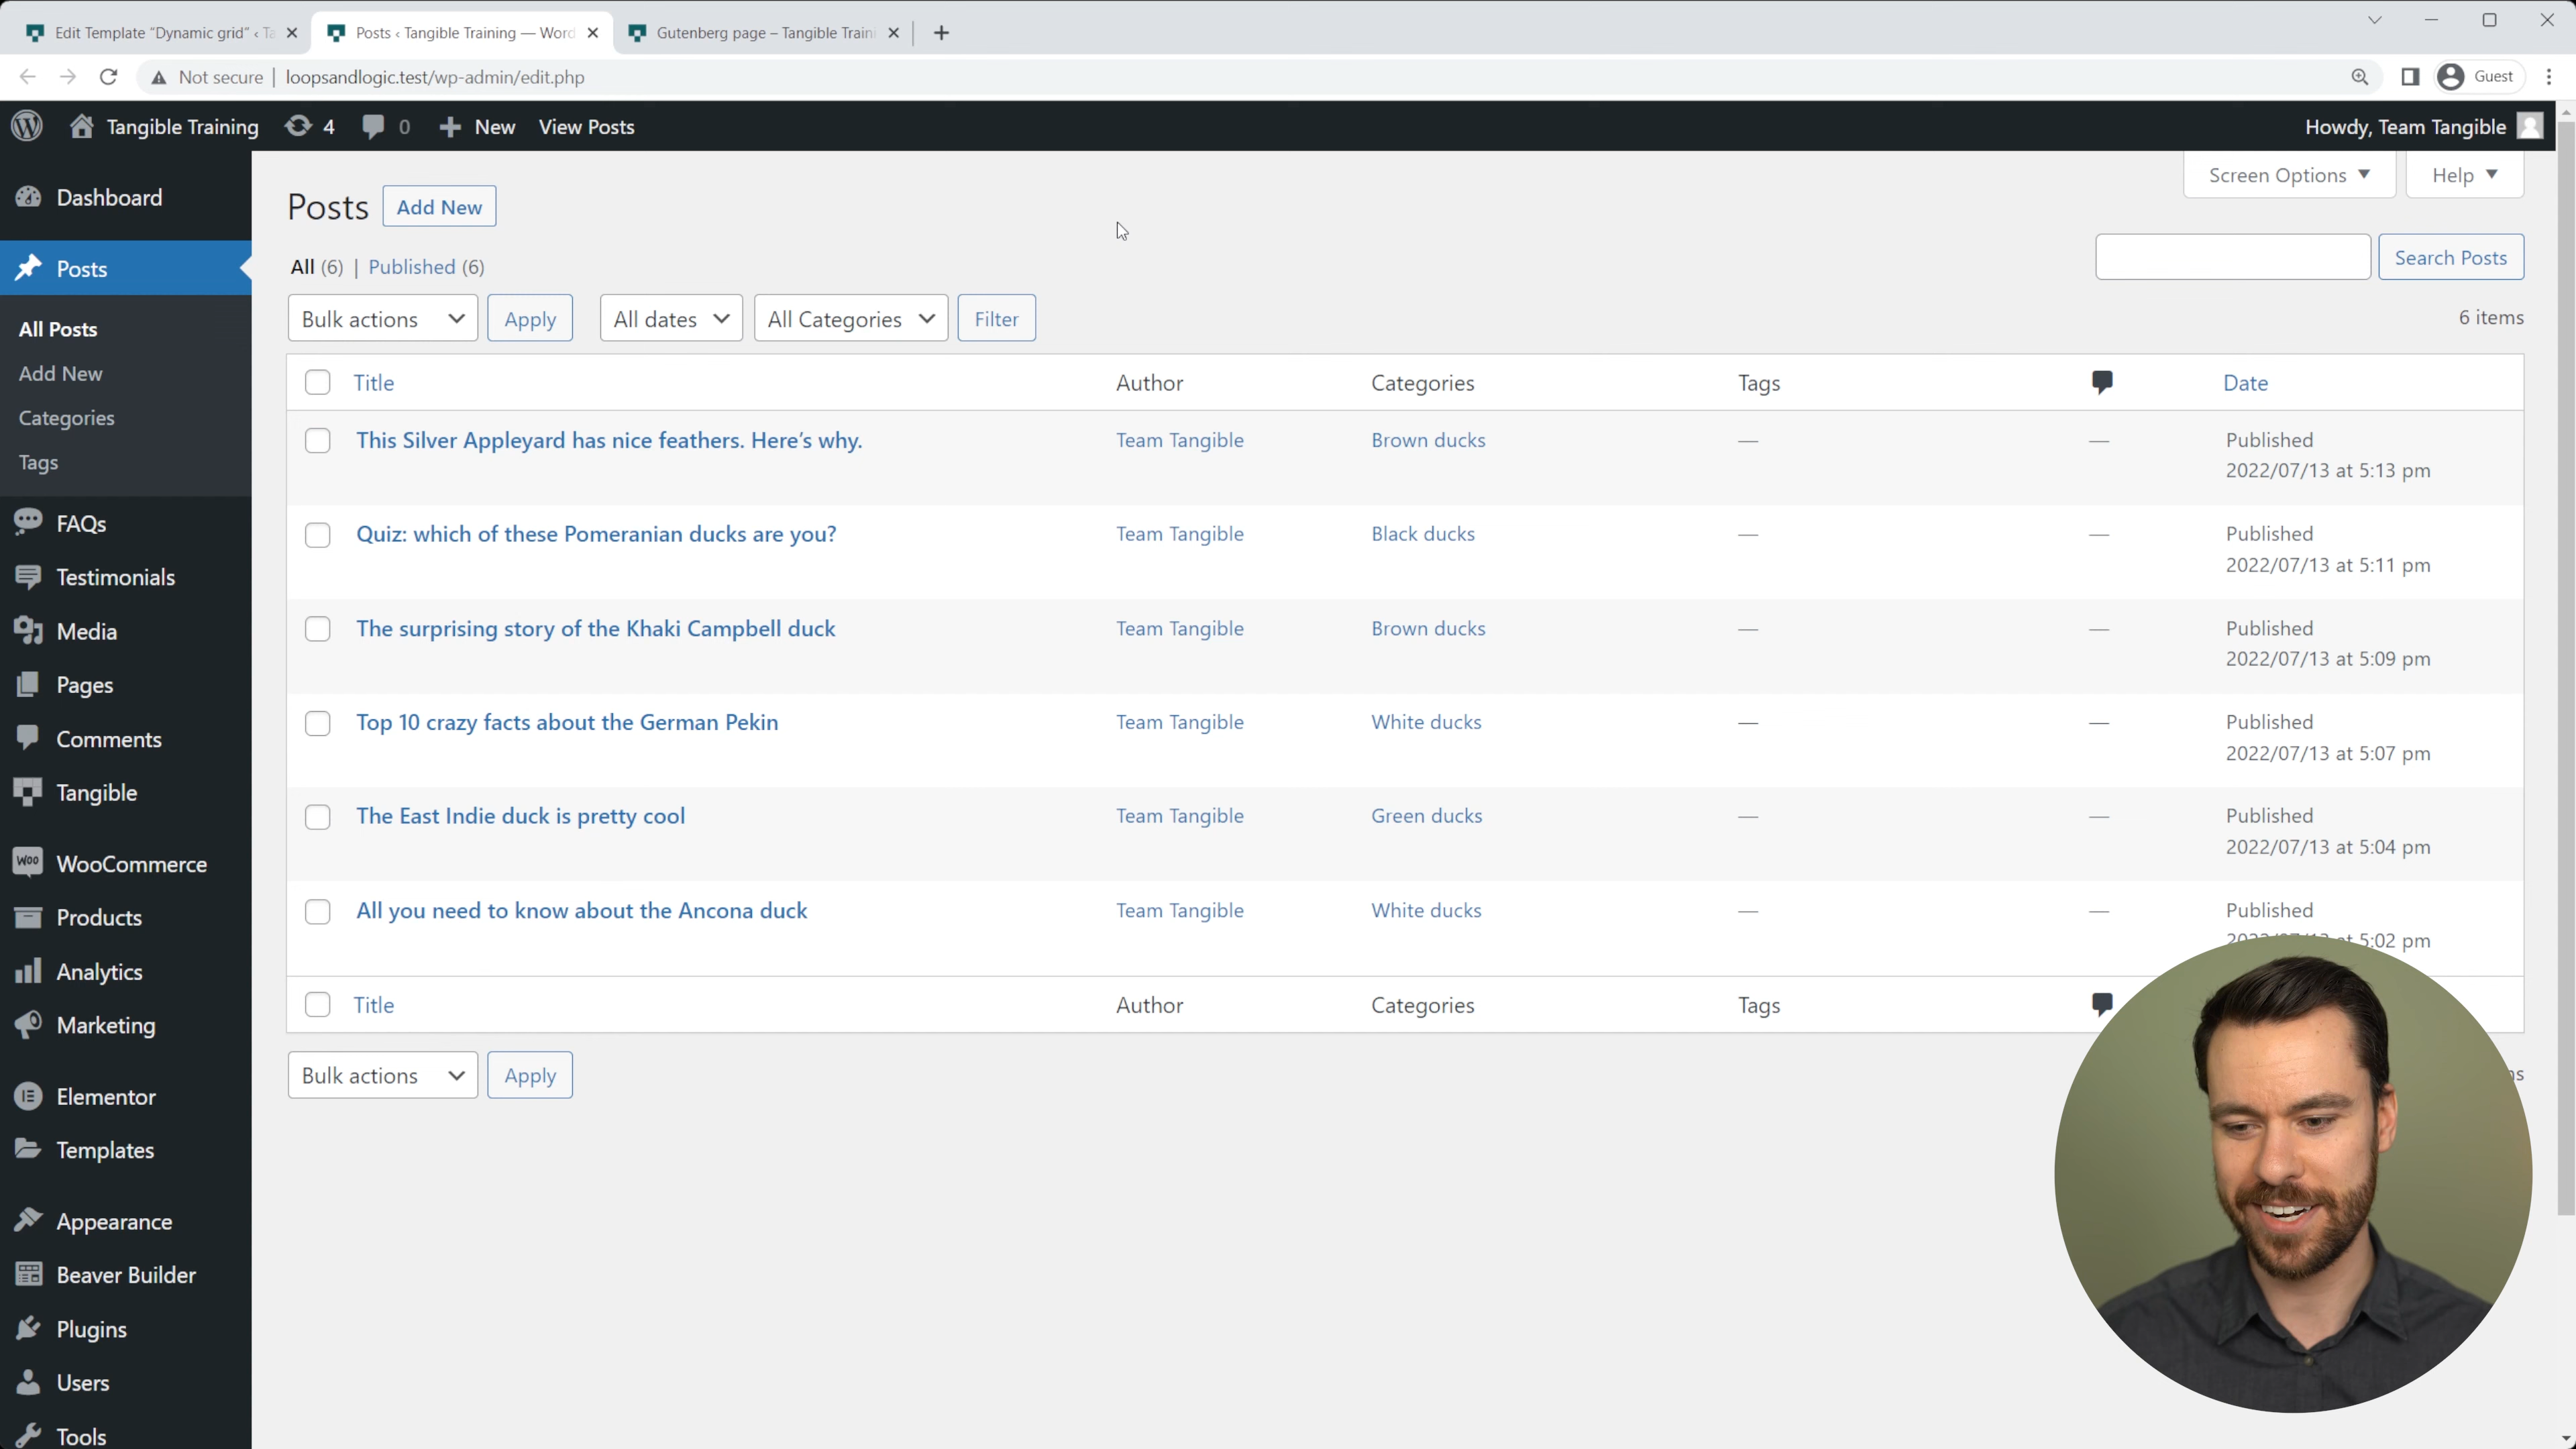 Edit Template “Dynamic grid” ‹ Ta
Posts ‹ Tangible Training — Word
Gutenberg page – Tangible Traini
Not secure | loopsandlogic.test/wp-admin/edit.php
Guest
Tangible Training 4 0 New View Posts
Howdy, Team Tangible
Dashboard
Posts
All Posts
Add New
Categories
Tags
FAQs
Testimonials
Media
Pages
Comments
Tangible
WOO WooCommerce
Products
Analytics
Marketing
Elementor
Templates
Appearance
Beaver Builder
Plugins
Users
Tools
Screen Options Help
Posts Add New
All (6) | Published (6)
Search Posts
Bulk actions Apply All dates All Categories Filter
6 items
Title Author Categories Tags Date
This Silver Appleyard has nice feathers. Here’s why. Team Tangible Brown ducks — — Published
2022/07/13 at 5:13 pm
Quiz: which of these Pomeranian ducks are you? Team Tangible Black ducks — — Published
2022/07/13 at 5:11 pm
The surprising story of the Khaki Campbell duck Team Tangible Brown ducks — — Published
2022/07/13 at 5:09 pm
Top 10 crazy facts about the German Pekin Team Tangible White ducks — — Published
2022/07/13 at 5:07 pm
The East Indie duck is pretty cool Team Tangible Green ducks — — Published
2022/07/13 at 5:04 pm
All you need to know about the Ancona duck Team Tangible White ducks — — Published
at 5:02 pm
Title Author Categories Tags
Bulk actions Apply